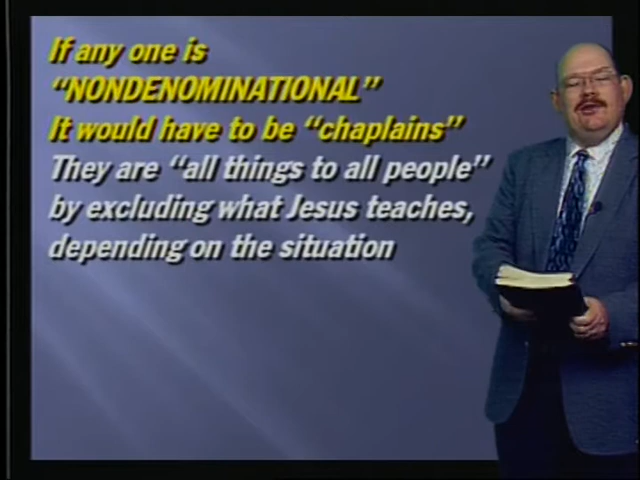 If any one is
“NONDENOMINATIONAL”
It would have to be “chaplains”
They are “all things to all people”
by excluding what Jesus teaches,
depending on the situation